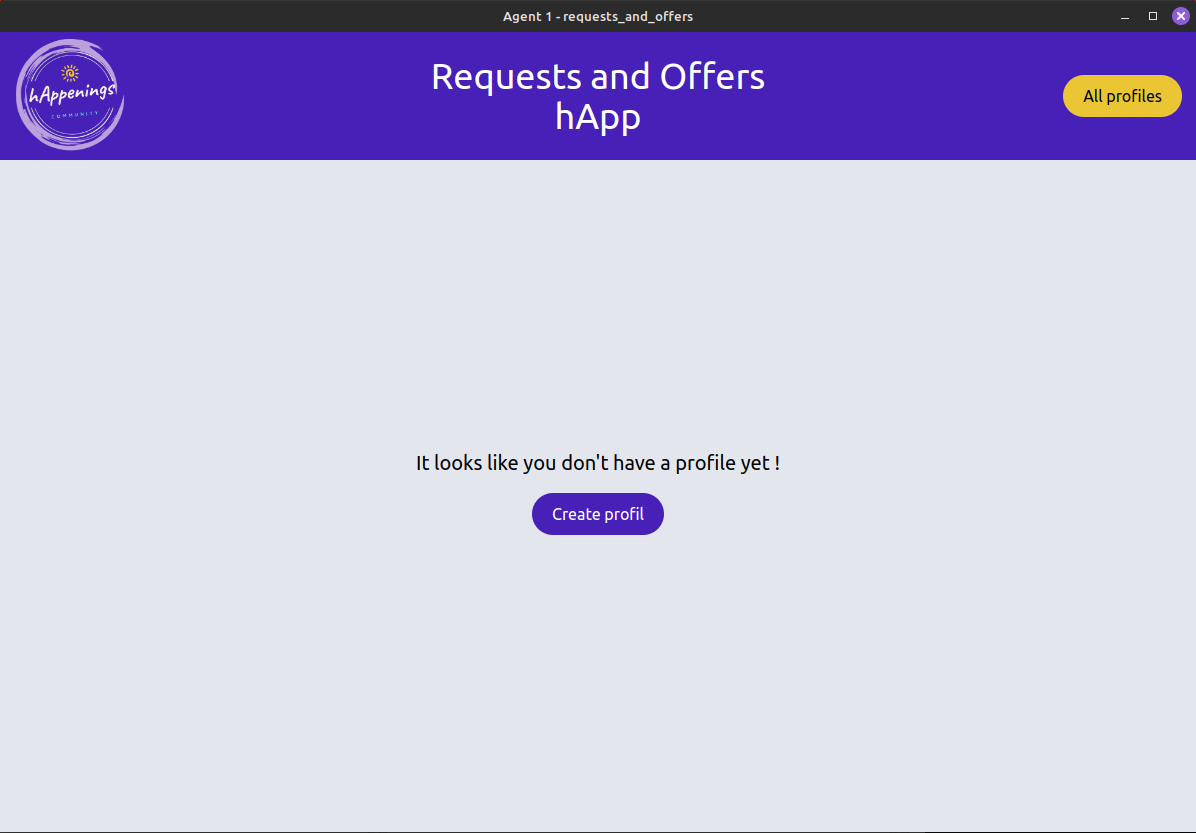 Agent 1 - requests_and_offers
hAppenings
COMMUNITY
Requests and Offers
hApp
All profiles
It looks like you don't have a profile yet !
Create profil